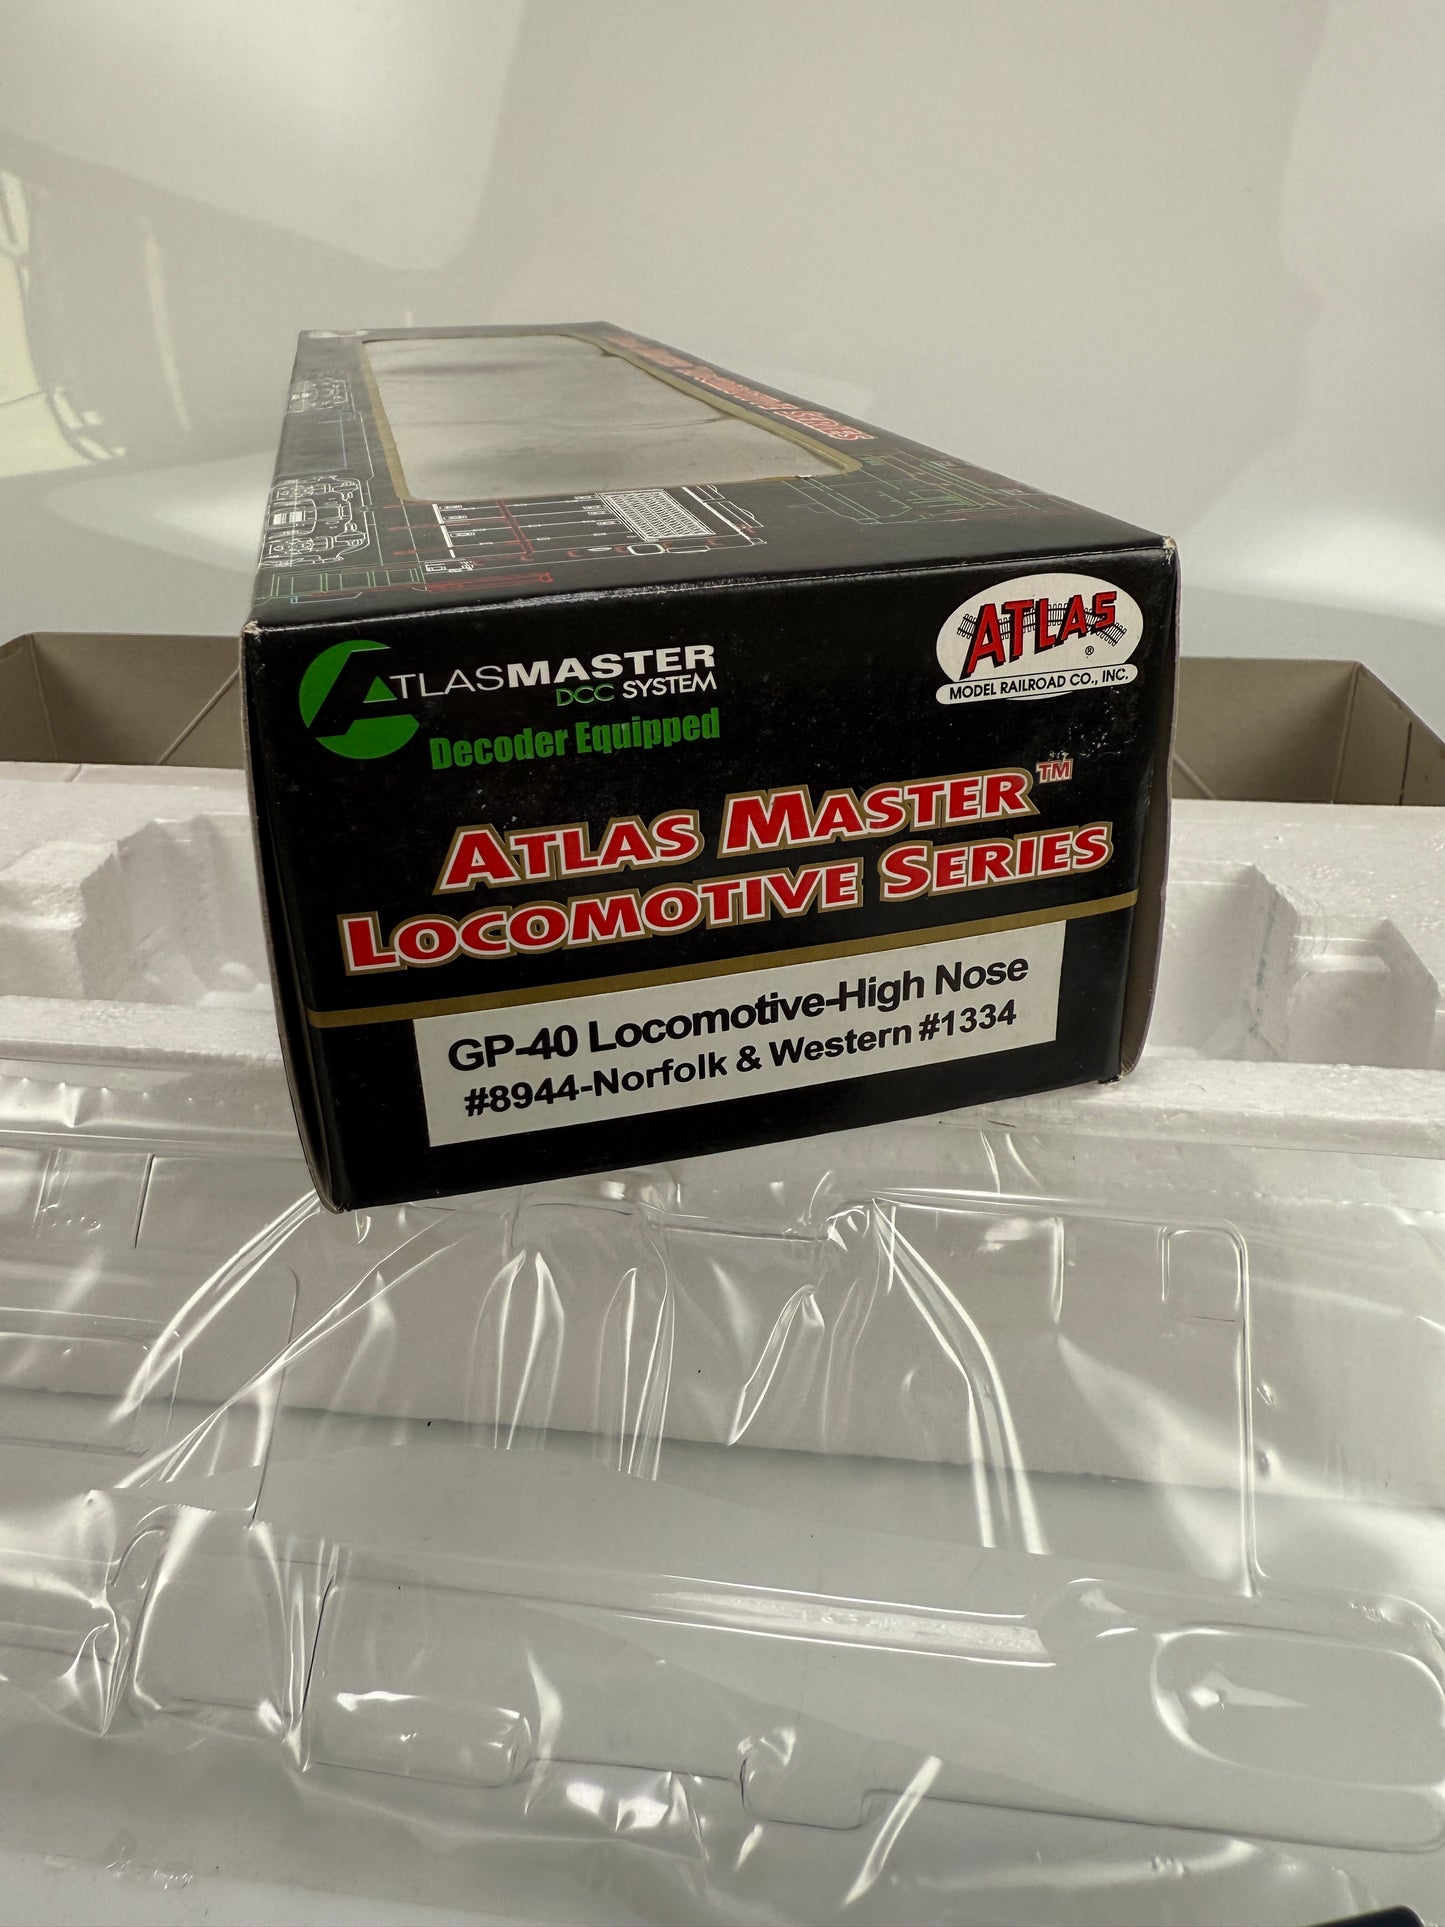 SERIES
ATLASMASTER
DCC SYSTEM
Decoder Equipped
ATLAS
®
MODEL RAILROAD CO., INC.
ATLAS MASTER™
LOCOMOTIVE SERIES
GP-40 Locomotive-High Nose
#8944-Norfolk & Western #1334